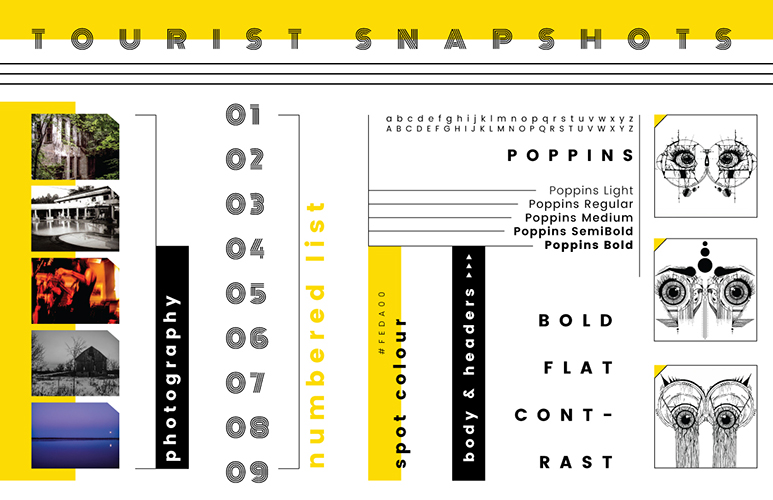 TOURIST SNAPSHOTS
photography
01
02
03
04
05
06
07
08
09
numbered list
abcdefghijklmnopqrstuvwxyz
ABCDEFGHIJKLMNOPQRSTUVWXYZ
POPPINS
Poppins Light
Poppins Regular
Poppins Medium
Poppins SemiBold
Poppins Bold
#FEDA00
spot colour
body & headers
BOLD
FLAT
CONT-
RAST